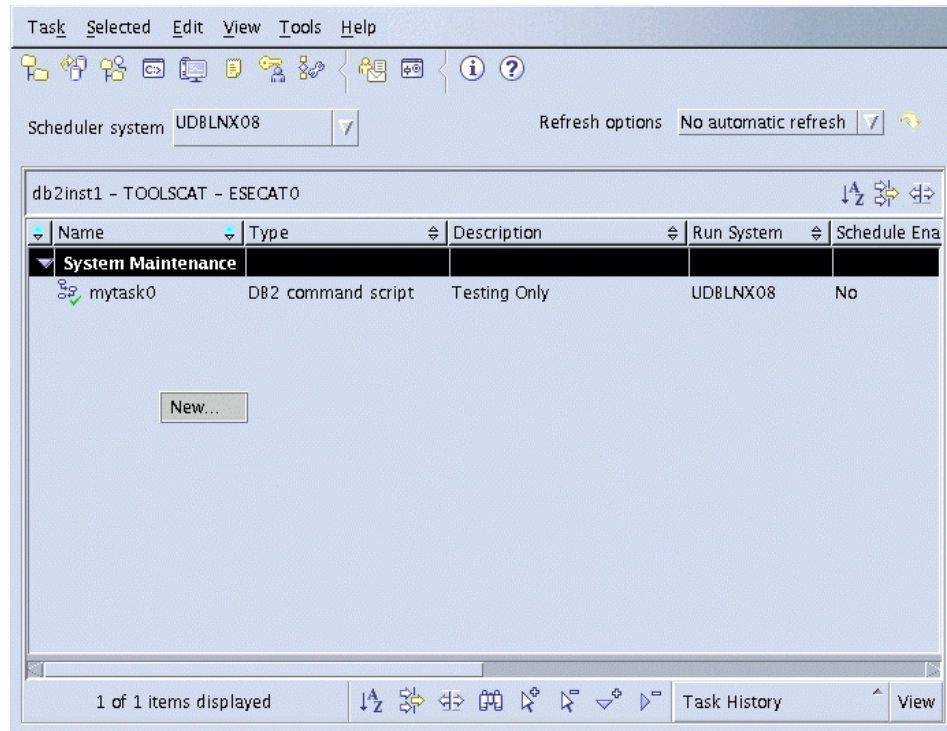 Task Selected Edit View Tools Help
Scheduler system UDBLNX08 Refresh options No automatic refresh
db2inst1 – TOOLSCAT – ESECAT0
Name Type Description Run System Schedule Ena
System Maintenance
mytask0 DB2 command script Testing Only UDBLNX08 No
New...
1 of 1 items displayed Task History View